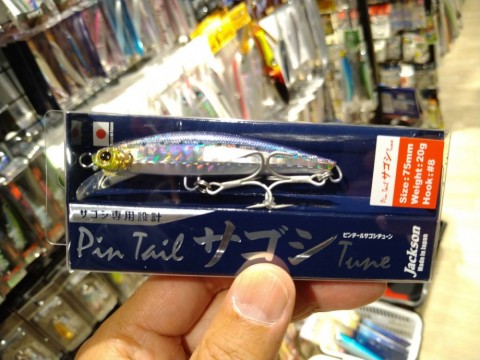 Pin Tail サゴシ Tune
Size:75mm
Weight:20g
Hook:#8
サゴシ専用設計
ピンテールサゴシチューン
Pin Tail サゴシ Tune
Jackson
Made in Japan